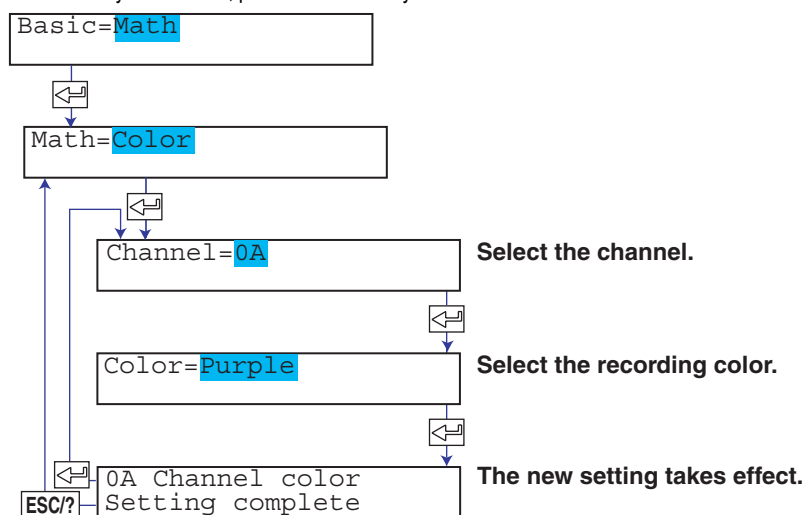 Basic=Math
Math=Color
Channel=0A
Select the channel.
Color=Purple
Select the recording color.
0A Channel color
Setting complete
The new setting takes effect.
ESC/?